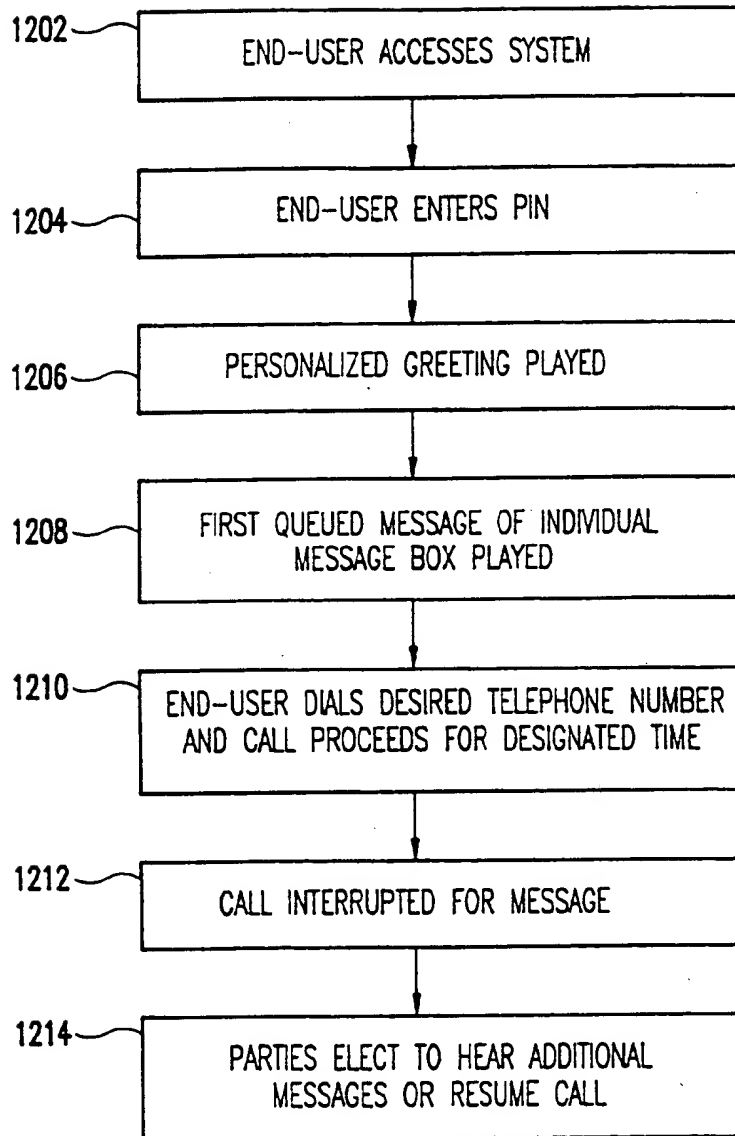 1202
END-USER ACCESSES SYSTEM
1204
END-USER ENTERS PIN
1206
PERSONALIZED GREETING PLAYED
1208
FIRST QUEUED MESSAGE OF INDIVIDUAL
MESSAGE BOX PLAYED
1210
END-USER DIALS DESIRED TELEPHONE NUMBER
AND CALL PROCEEDS FOR DESIGNATED TIME
1212
CALL INTERRUPTED FOR MESSAGE
1214
PARTIES ELECT TO HEAR ADDITIONAL
MESSAGES OR RESUME CALL